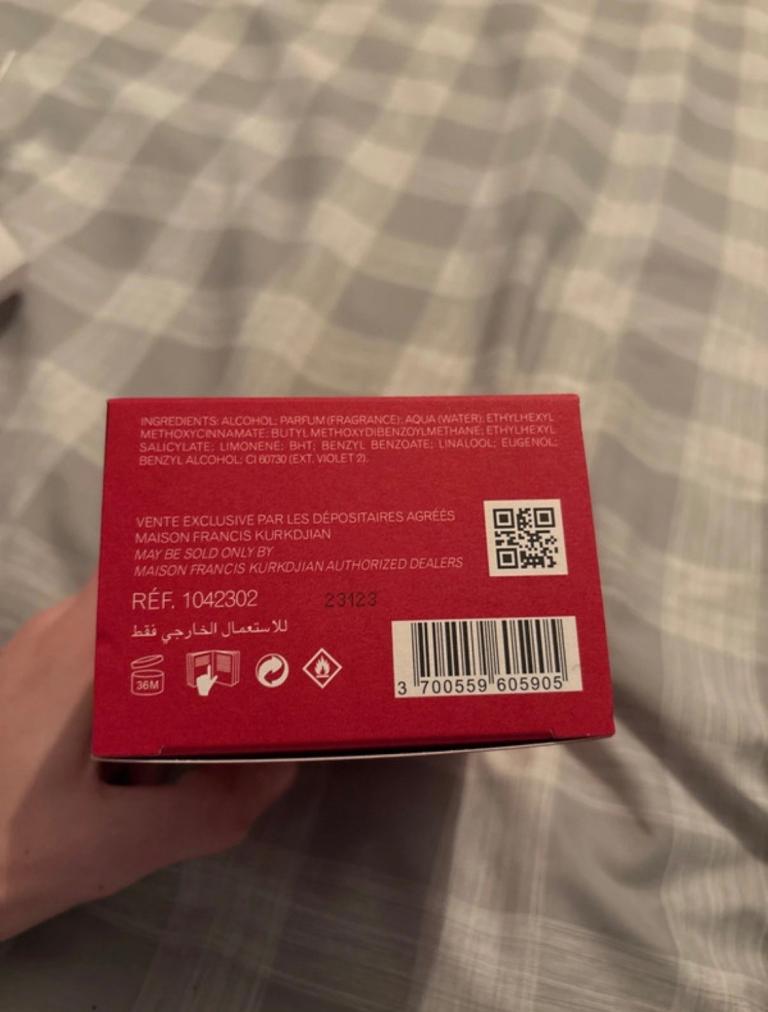 INGREDIENTS: ALCOHOL; PARFUM (FRAGRANCE); AQUA (WATER); ETHYLHEXYL
METHOXYCINNAMATE; BUTYL METHOXYDIBENZOYLMETHANE; ETHYLHEXYL
SALICYLATE; LIMONENE; BHT; BENZYL BENZOATE; LINALOOL; EUGENOL;
BENZYL ALCOHOL; CI 60730 (EXT. VIOLET 2).
VENTE EXCLUSIVE PAR LES DÉPOSITAIRES AGRÉÉS
MAISON FRANCIS KURKDJIAN
MAY BE SOLD ONLY BY
MAISON FRANCIS KURKDJIAN AUTHORIZED DEALERS
RÉF. 1042302 23123
للاستعمال الخارجي فقط
36M
3 700559 605905